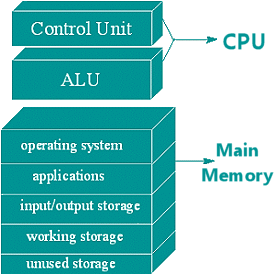 Control Unit
CPU
ALU
operating system
Main
Memory
applications
input/output storage
working storage
unused storage